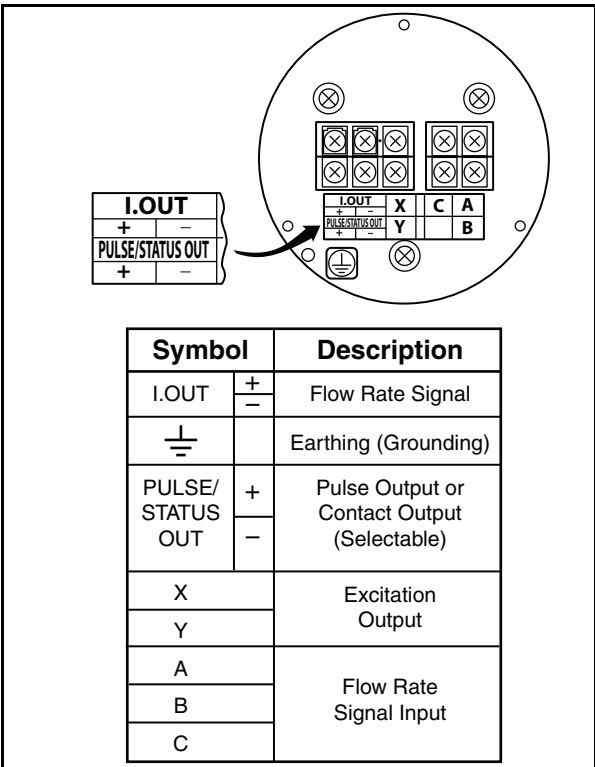 I.OUT X C A
+ −
PULSE/STATUS OUT Y B
+ −
I.OUT
+ −
PULSE/STATUS OUT
+ −
Symbol Description
I.OUT + − Flow Rate Signal
Earthing (Grounding)
PULSE/ + Pulse Output or
STATUS Contact Output
OUT − (Selectable)
X Excitation
Y Output
A Flow Rate
B Signal Input
C